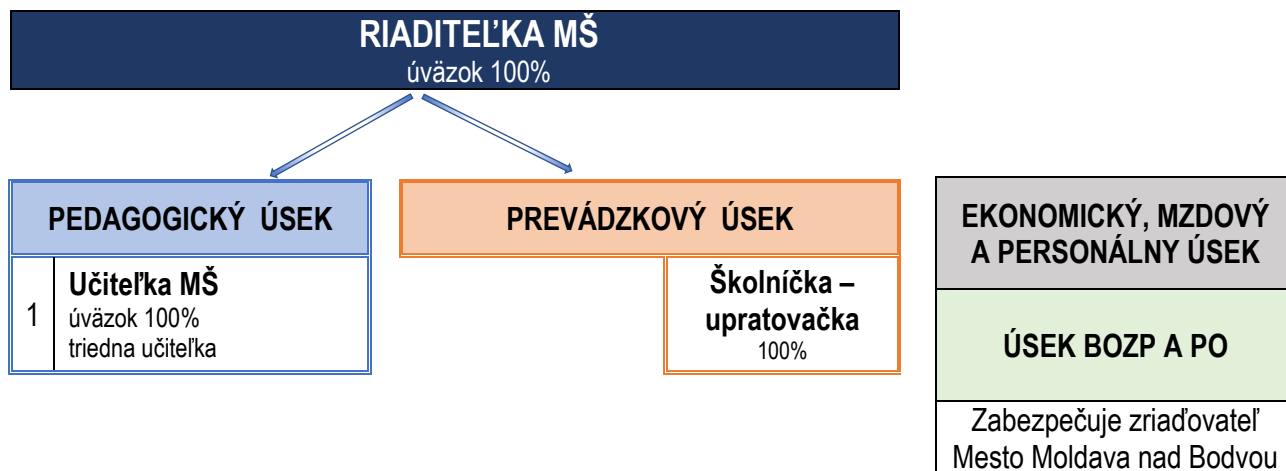 RIADITEĽKA MŠ
úväzok 100%
PEDAGOGICKÝ ÚSEK
1
Učiteľka MŠ
úväzok 100%
triedna učiteľka
PREVÁDZKOVÝ ÚSEK
Školníčka –
upratovačka
100%
EKONOMICKÝ, MZDOVÝ
A PERSONÁLNY ÚSEK
ÚSEK BOZP A PO
Zabezpečuje zriaďovateľ
Mesto Moldava nad Bodvou